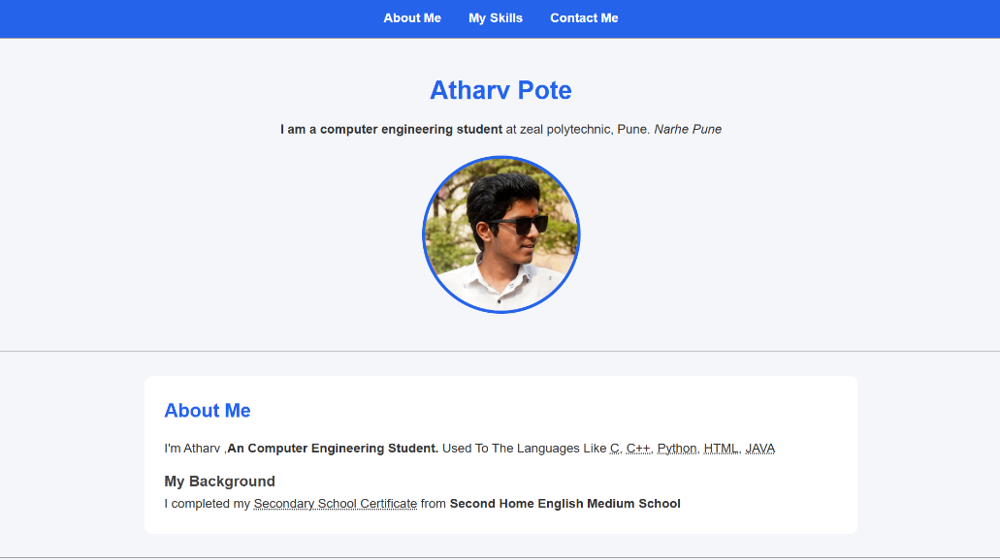 About Me My Skills Contact Me
Atharv Pote
I am a computer engineering student at zeal polytechnic, Pune. Narhe Pune
About Me
I'm Atharv ,An Computer Engineering Student. Used To The Languages Like C, C++, Python, HTML, JAVA
My Background
I completed my Secondary School Certificate from Second Home English Medium School